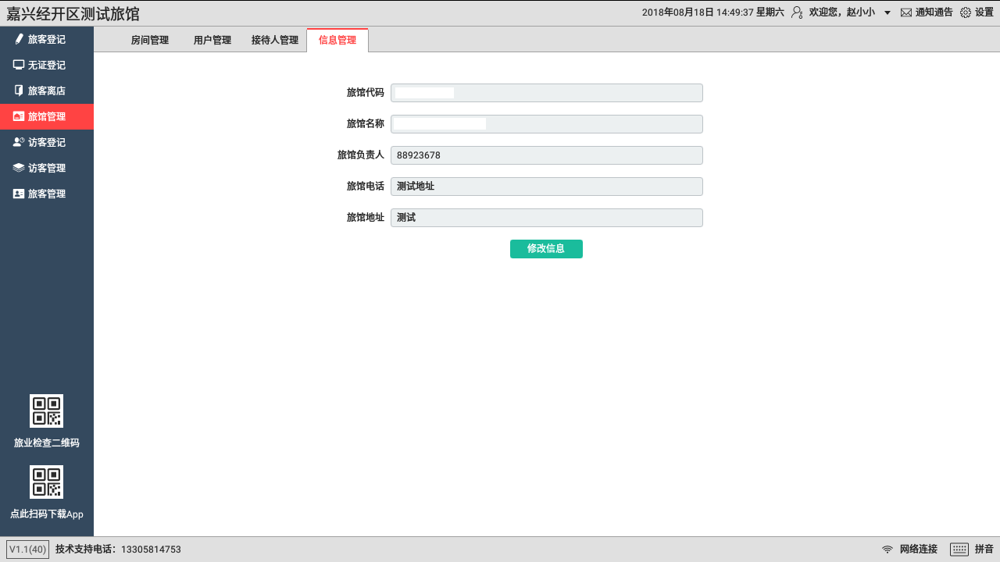 嘉兴经开区测试旅馆
2018年08月18日 14:49:37 星期六 欢迎您，赵小小 通知通告 设置
旅客登记
无证登记
旅客离店
旅馆管理
访客登记
访客管理
旅客管理
房间管理 用户管理 接待人管理 信息管理
旅馆代码
旅馆名称
旅馆负责人 88923678
旅馆电话 测试地址
旅馆地址 测试
修改信息
旅业检查二维码
点此扫码下载App
V1.1(40) 技术支持电话：13305814753
网络连接 拼音